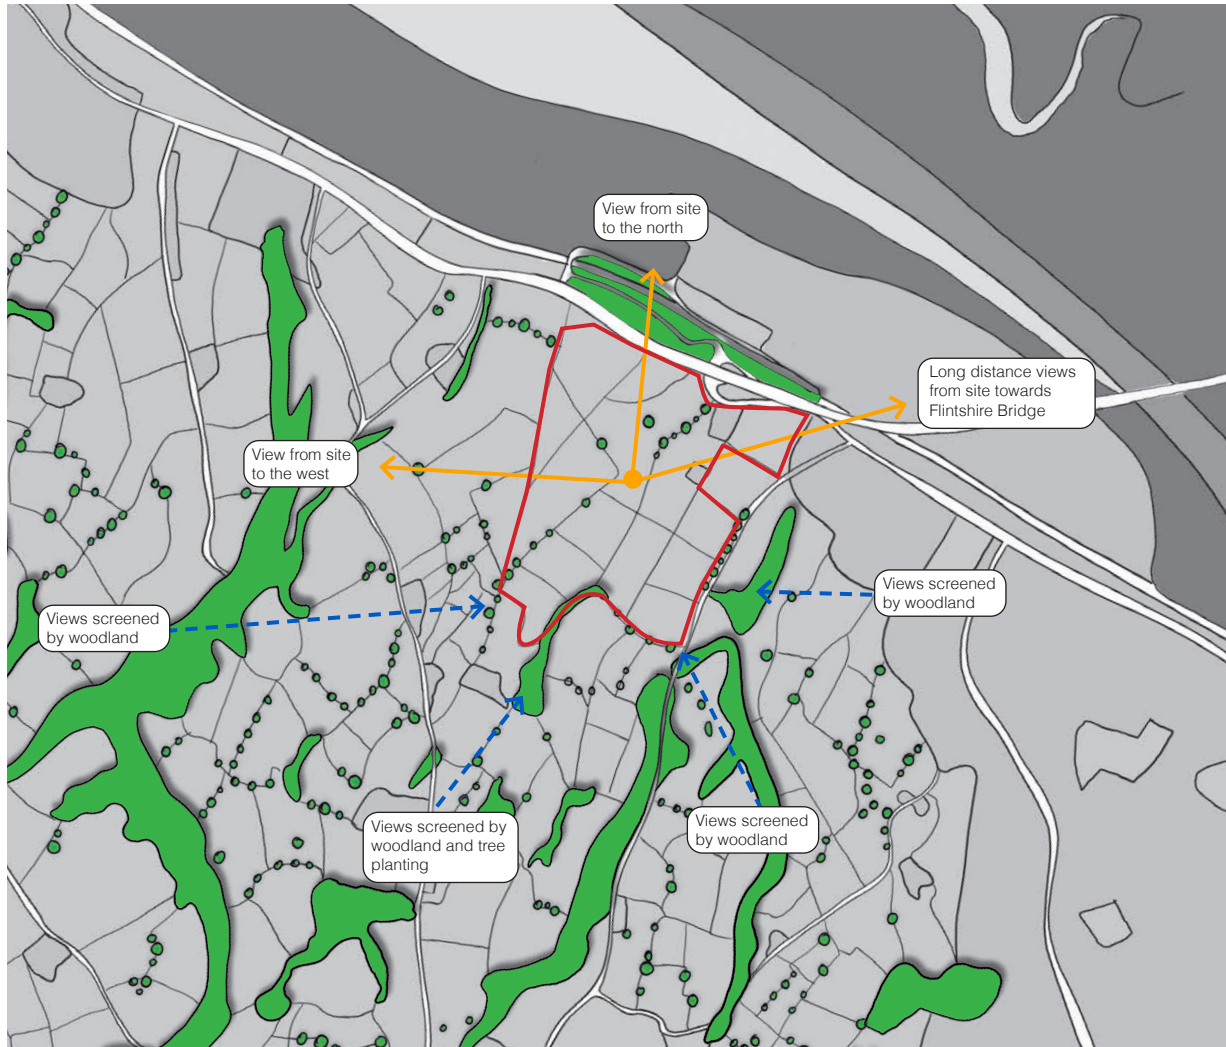 View from site
to the north
Long distance views
from site towards
Flintshire Bridge
View from site
to the west
Views screened
by woodland
Views screened
by woodland
Views screened by
woodland and tree
planting
Views screened
by woodland